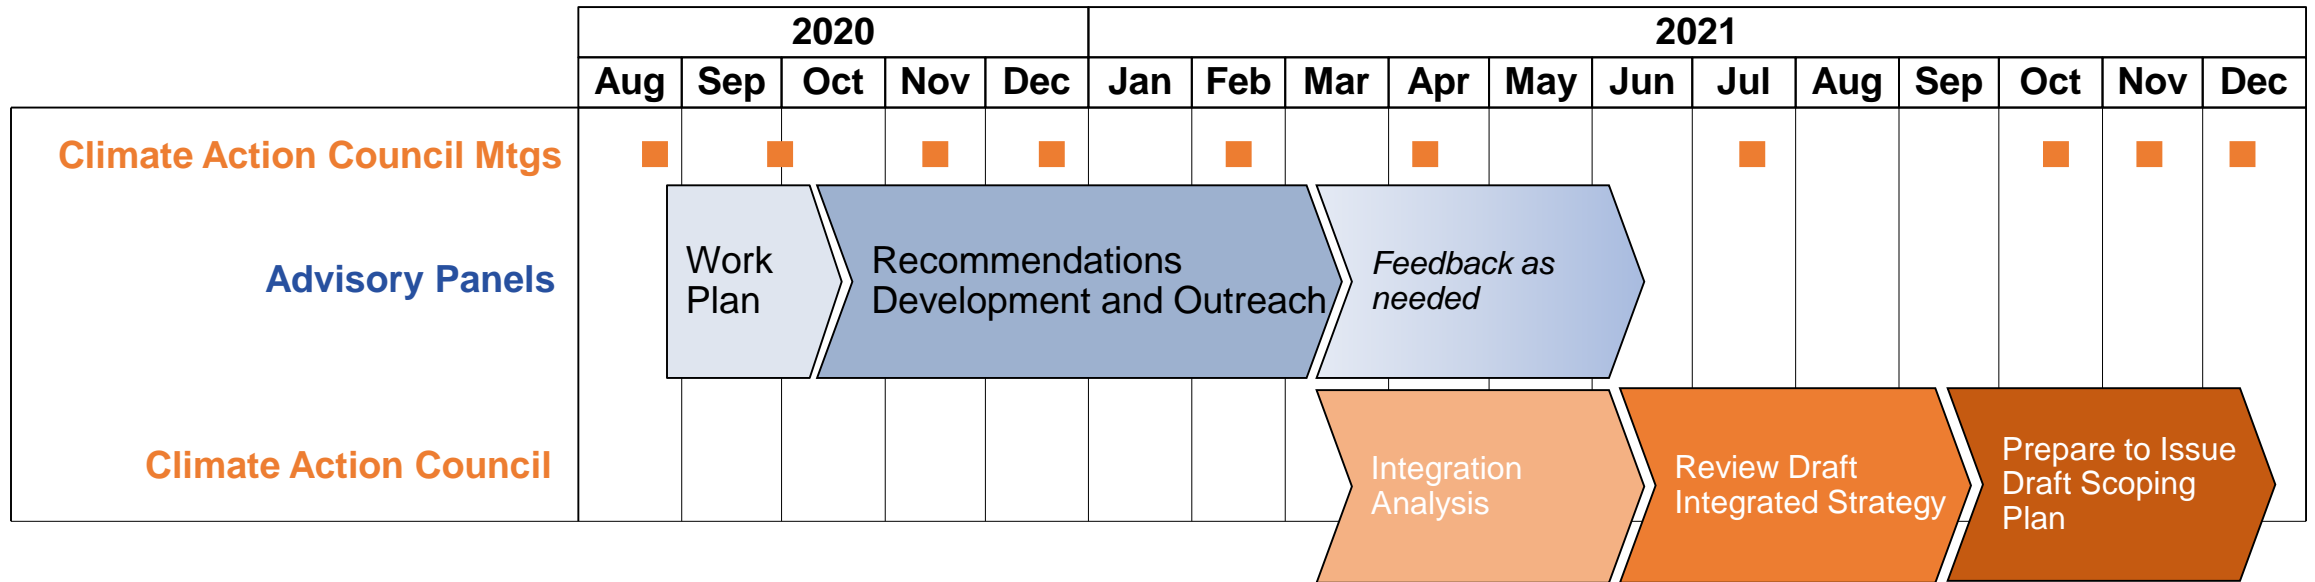 2020 2021
Aug Sep Oct Nov Dec Jan Feb Mar Apr May Jun Jul Aug Sep Oct Nov Dec
Climate Action Council Mtgs
Advisory Panels
Work
Plan
Recommendations
Development and Outreach
Feedback as
needed
Climate Action Council
Integration
Analysis
Review Draft
Integrated Strategy
Prepare to Issue
Draft Scoping
Plan